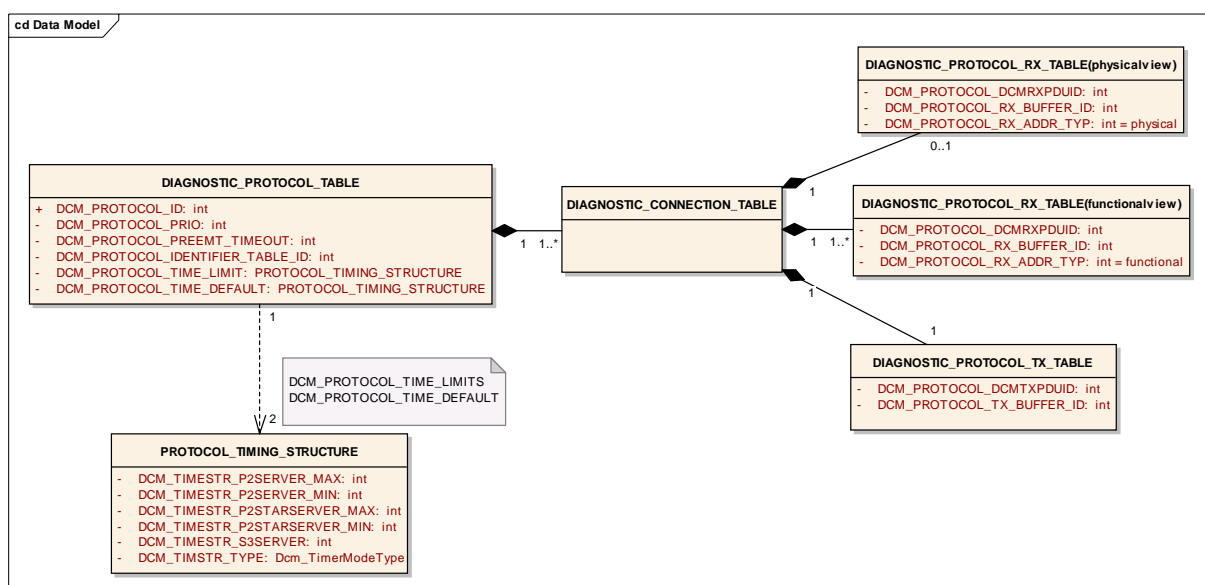 cd Data Model
DIAGNOSTIC_PROTOCOL_RX_TABLE(physicalview)
- DCM_PROTOCOL_DCMRXPDUID: int
- DCM_PROTOCOL_RX_BUFFER_ID: int
- DCM_PROTOCOL_RX_ADDR_TYP: int = physical
0..1
1
DIAGNOSTIC_PROTOCOL_TABLE
+ DCM_PROTOCOL_ID: int
- DCM_PROTOCOL_PRIO: int
- DCM_PROTOCOL_PREEMT_TIMEOUT: int
- DCM_PROTOCOL_IDENTIFIER_TABLE_ID: int
- DCM_PROTOCOL_TIME_LIMIT: PROTOCOL_TIMING_STRUCTURE
- DCM_PROTOCOL_TIME_DEFAULT: PROTOCOL_TIMING_STRUCTURE
1 1..*
DIAGNOSTIC_CONNECTION_TABLE
1 1..*
DIAGNOSTIC_PROTOCOL_RX_TABLE(functionalview)
- DCM_PROTOCOL_DCMRXPDUID: int
- DCM_PROTOCOL_RX_BUFFER_ID: int
- DCM_PROTOCOL_RX_ADDR_TYP: int = functional
1
1
DIAGNOSTIC_PROTOCOL_TX_TABLE
- DCM_PROTOCOL_DCMTXPDUID: int
- DCM_PROTOCOL_TX_BUFFER_ID: int
1
DCM_PROTOCOL_TIME_LIMITS
DCM_PROTOCOL_TIME_DEFAULT
2
PROTOCOL_TIMING_STRUCTURE
- DCM_TIMESTR_P2SERVER_MAX: int
- DCM_TIMESTR_P2SERVER_MIN: int
- DCM_TIMESTR_P2STARSERVER_MAX: int
- DCM_TIMESTR_P2STARSERVER_MIN: int
- DCM_TIMESTR_S3SERVER: int
- DCM_TIMSTR_TYPE: Dcm_TimerModeType